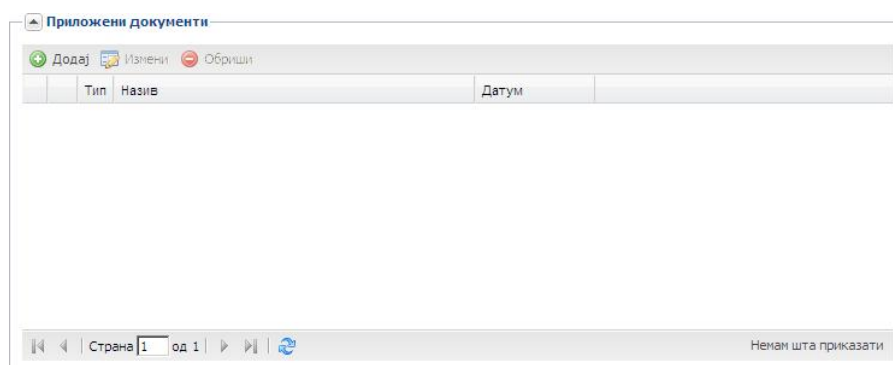 Приложени документи
Додај Измени Обриши
Тип Назив Датум
Страна 1 од 1 Немам шта приказати